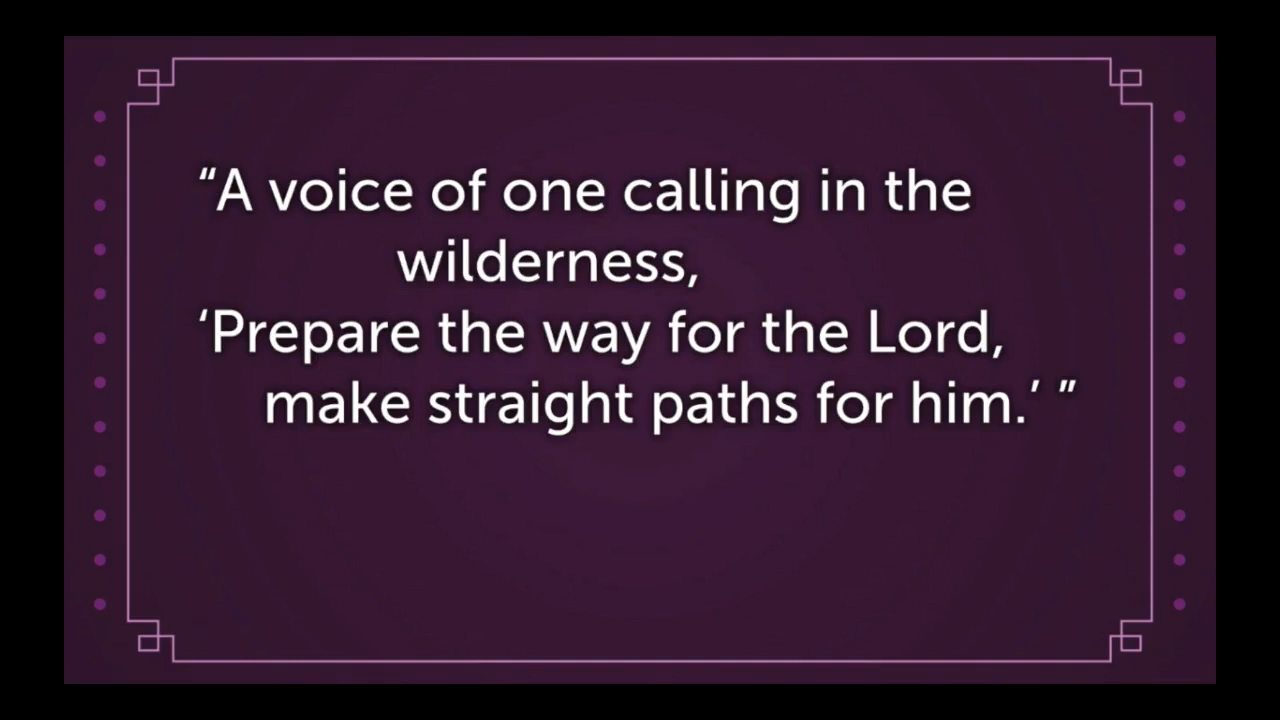 “A voice of one calling in the
wilderness,
‘Prepare the way for the Lord,
make straight paths for him.’ ”